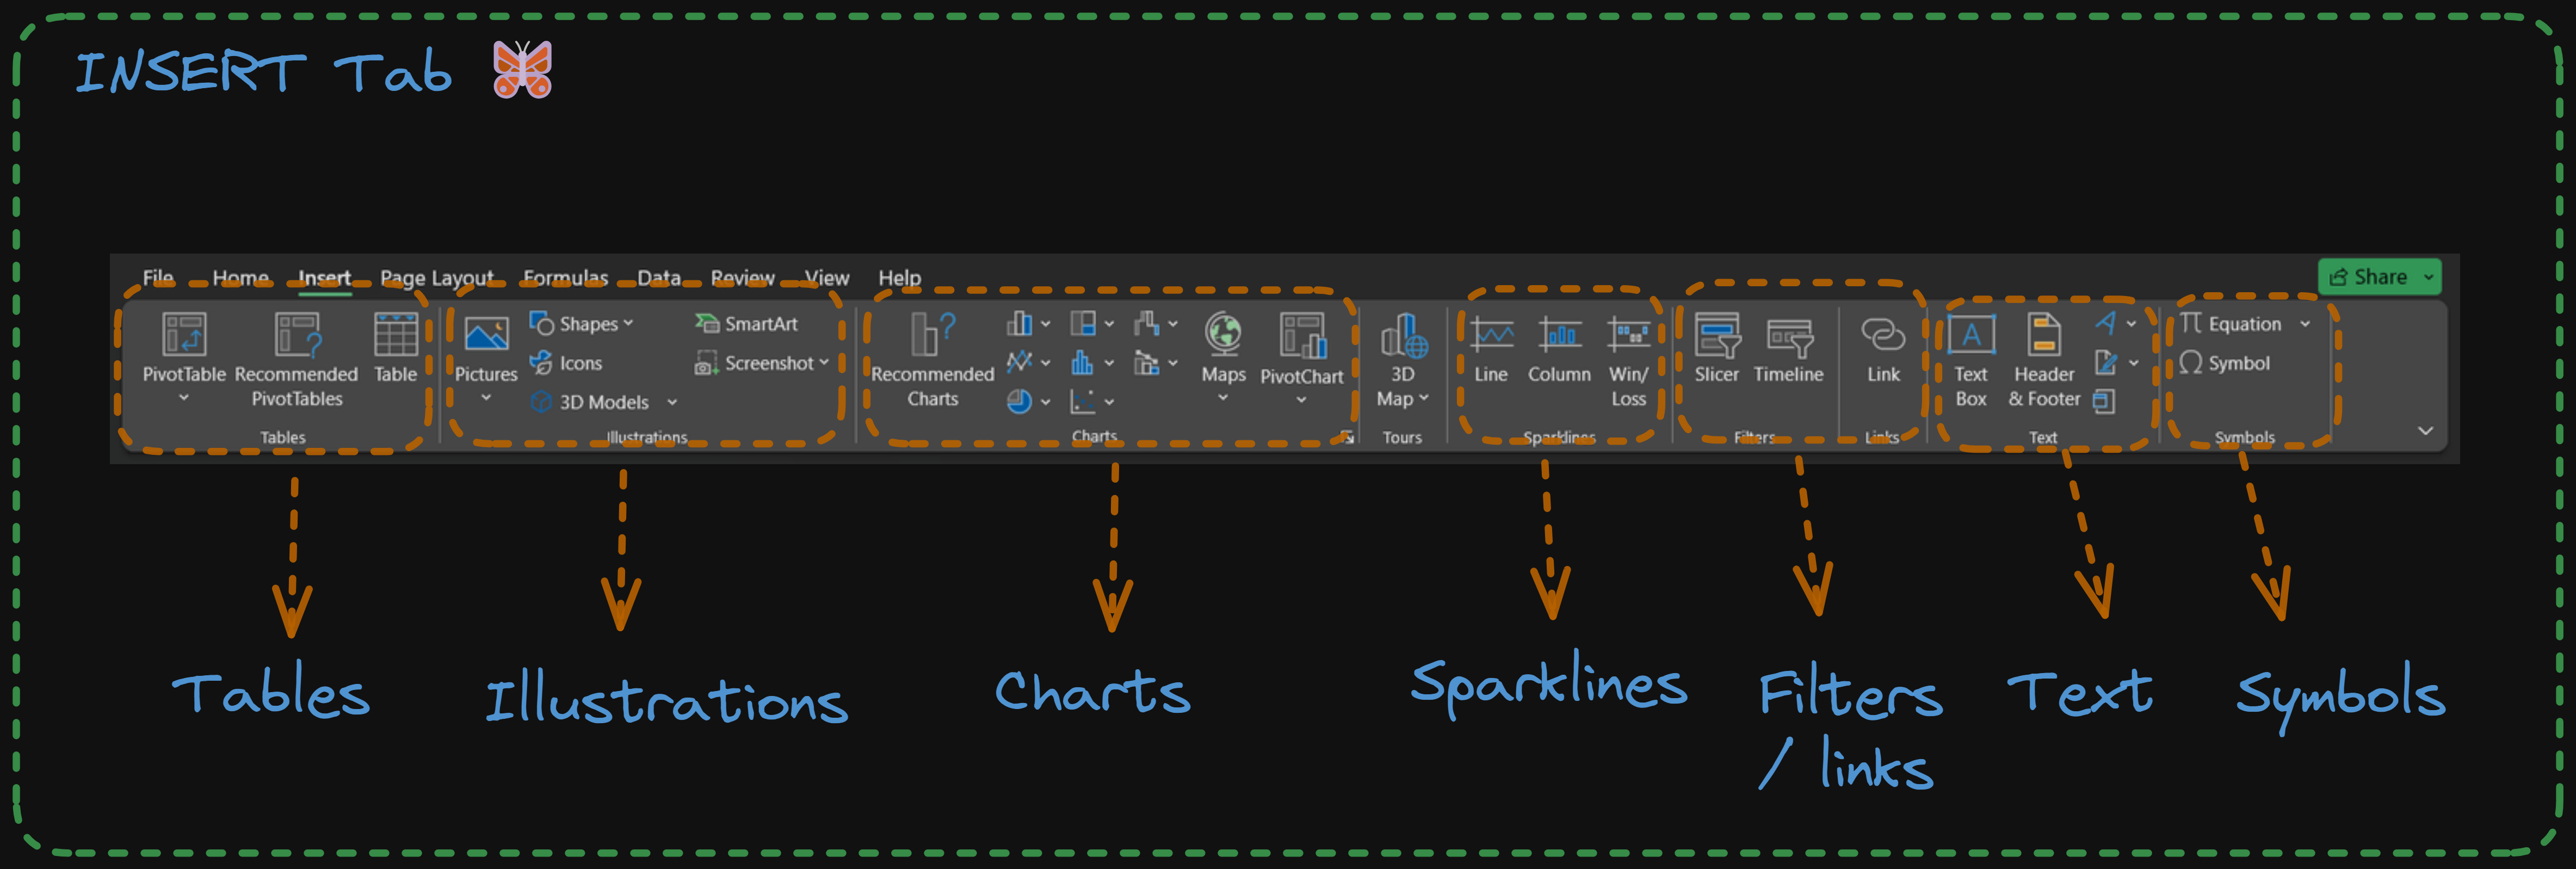 INSERT Tab
File Home Insert Page Layout Formulas Data Review View Help Share
PivotTable
Recommended
PivotTables
Table
Tables
Pictures
Shapes
Icons
3D Models
SmartArt
Screenshot
Illustrations
Recommended
Charts
Maps
PivotChart
Charts
3D
Map
Tours
Line
Column
Win/
Loss
Sparklines
Slicer
Timeline
Filters
Link
Links
Text
Box
Header
& Footer
Text
Equation
Symbol
Symbols
Tables
Illustrations
Charts
Sparklines
Filters
/ links
Text
Symbols